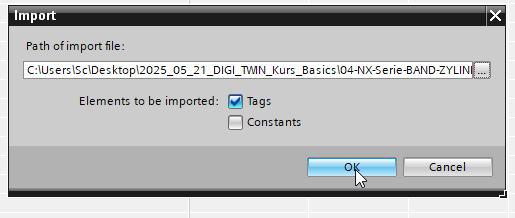 Import
Path of import file:
C:\Users\Sc\Desktop\2025_05_21_DIGI_TWIN_Kurs_Basics\04-NX-Serie-BAND-ZYLIN
...
Elements to be imported:
Tags
Constants
OK
Cancel